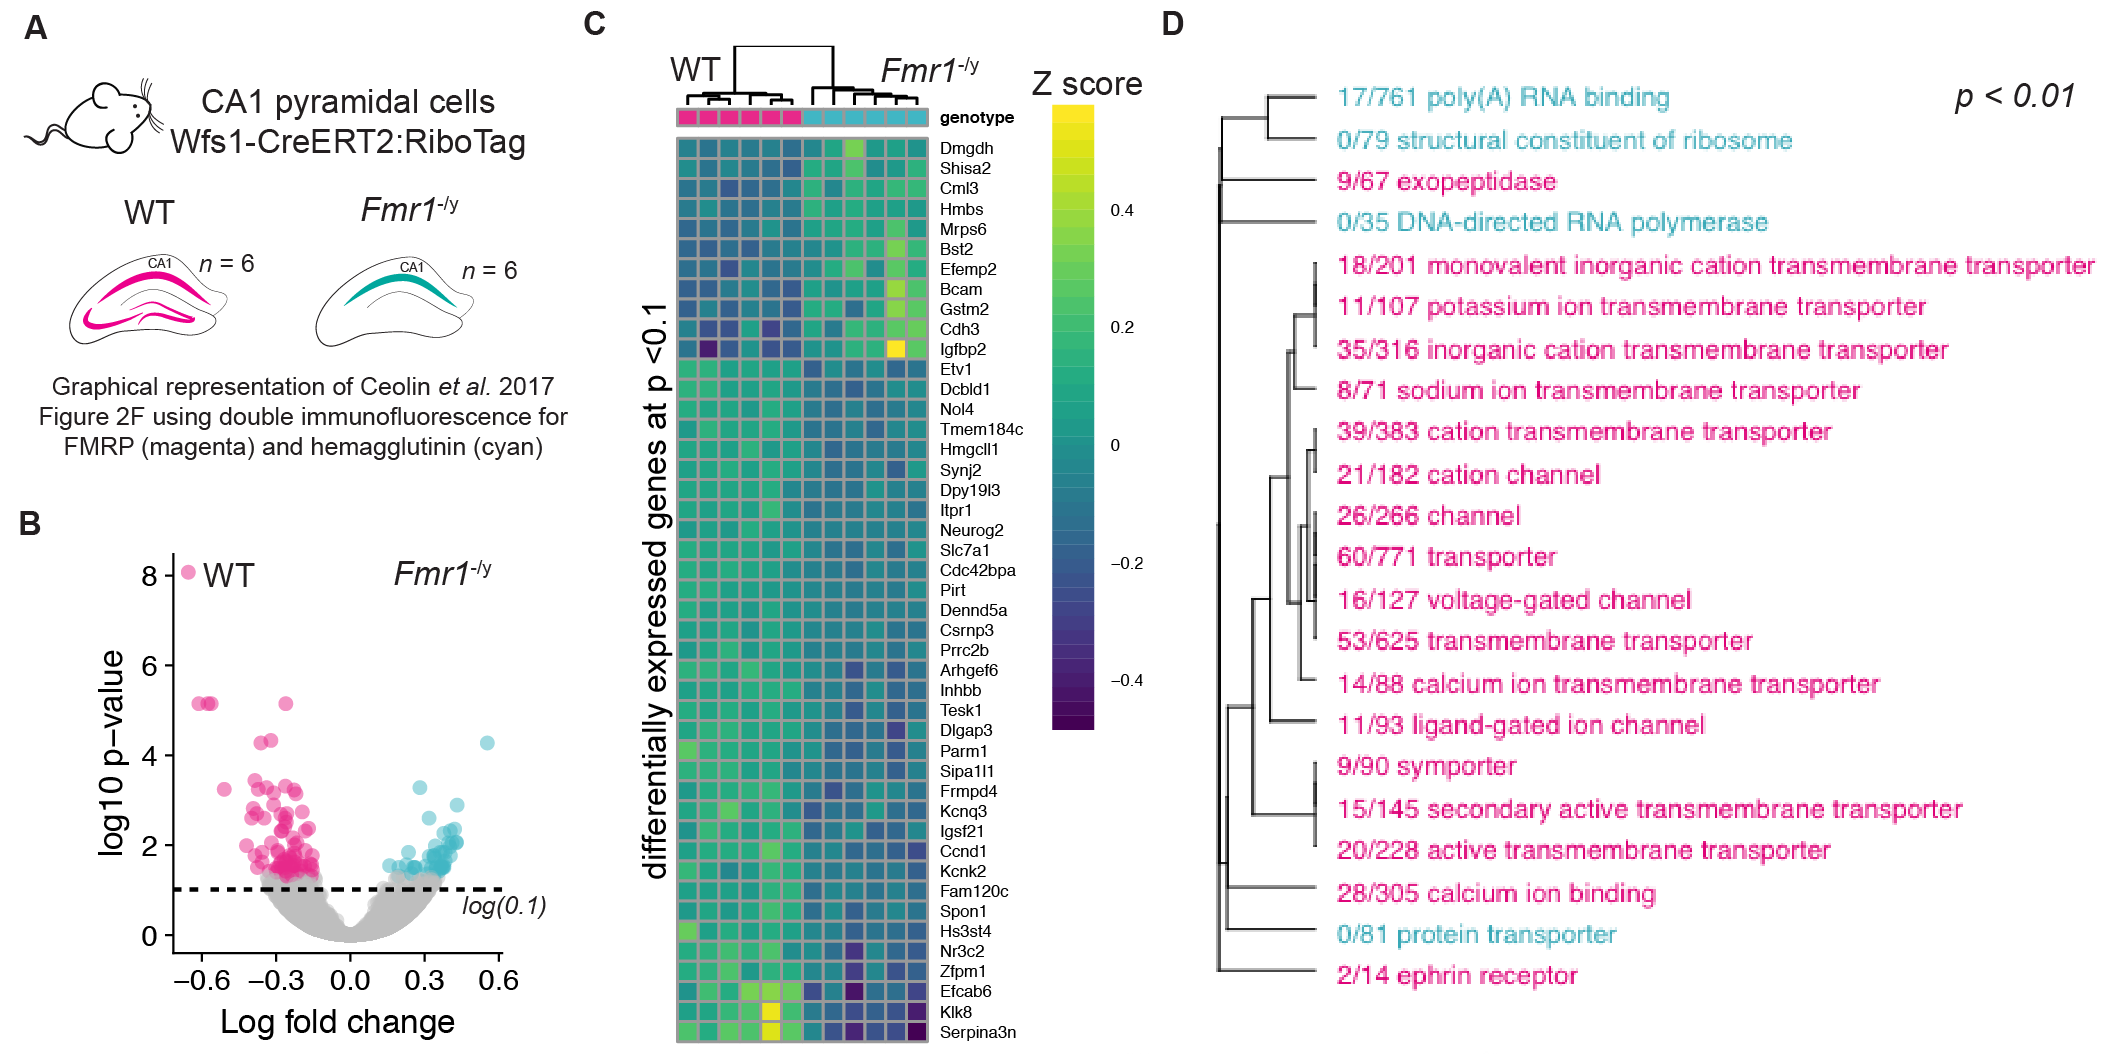 A
CA1 pyramidal cells
Wfs1-CreERT2:RiboTag
WT
Fmr1-/y
CA1
n = 6
CA1
n = 6
Graphical representation of Ceolin et al. 2017
Figure 2F using double immunofluorescence for
FMRP (magenta) and hemagglutinin (cyan)
B
WT
Fmr1-/y
log10 p−value
8
6
4
2
0
log(0.1)
−0.6
−0.3
0.0
0.3
0.6
Log fold change
C
WT
Fmr1-/y
Z score
genotype
differentially expressed genes at p <0.1
Dmgdh
Shisa2
Cml3
Hmbs
Mrps6
Bst2
Efemp2
Bcam
Gstm2
Cdh3
Igfbp2
Etv1
Dcbld1
Nol4
Tmem184c
Hmgcll1
Synj2
Dpy19l3
Itpr1
Neurog2
Slc7a1
Cdc42bpa
Pirt
Dennd5a
Csrnp3
Prrc2b
Arhgef6
Inhbb
Tesk1
Dlgap3
Parm1
Sipa1l1
Frmpd4
Kcnq3
Igsf21
Ccnd1
Kcnk2
Fam120c
Spon1
Hs3st4
Nr3c2
Zfpm1
Efcab6
Klk8
Serpina3n
0.4
0.2
0
−0.2
−0.4
D
p < 0.01
17/761 poly(A) RNA binding
0/79 structural constituent of ribosome
9/67 exopeptidase
0/35 DNA-directed RNA polymerase
18/201 monovalent inorganic cation transmembrane transporter
11/107 potassium ion transmembrane transporter
35/316 inorganic cation transmembrane transporter
8/71 sodium ion transmembrane transporter
39/383 cation transmembrane transporter
21/182 cation channel
26/266 channel
60/771 transporter
16/127 voltage-gated channel
53/625 transmembrane transporter
14/88 calcium ion transmembrane transporter
11/93 ligand-gated ion channel
9/90 symporter
15/145 secondary active transmembrane transporter
20/228 active transmembrane transporter
28/305 calcium ion binding
0/81 protein transporter
2/14 ephrin receptor